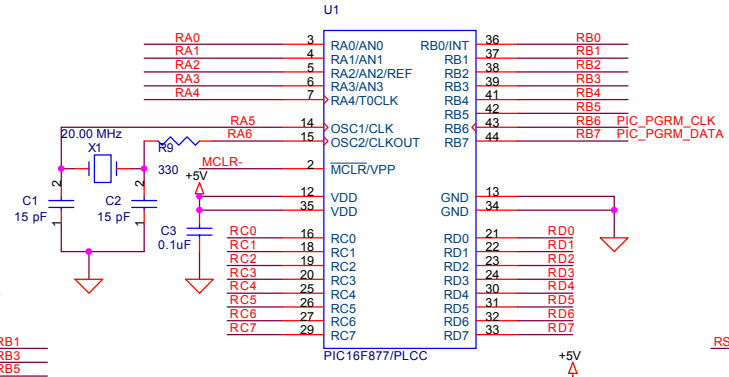 U1
RA0 3 RA0/AN0 RB0/INT 36 RB0
RA1 4 RA1/AN1 RB1 37 RB1
RA2 5 RA2/AN2/REF RB2 38 RB2
RA3 6 RA3/AN3 RB3 39 RB3
RA4 7 RA4/T0CLK RB4 41 RB4
RB5 42 RB5
RA5 14 OSC1/CLK RB6 43 RB6 PIC_PGRM_CLK
20.00 MHz RA6 15 OSC2/CLKOUT RB7 44 RB7 PIC_PGRM_DATA
X1 R9
330
MCLR- 2 MCLR/VPP
+5V
2 2
C1 C2 12 VDD GND 13
15 pF 15 pF 35 VDD GND 34
1 1
C3
0.1uF
RC0 16 RC0 RD0 21 RD0
RC1 18 RC1 RD1 22 RD1
RC2 19 RC2 RD2 23 RD2
RC3 20 RC3 RD3 24 RD3
RC4 25 RC4 RD4 30 RD4
RC5 26 RC5 RD5 31 RD5
RC6 27 RC6 RD6 32 RD6
RC7 29 RC7 RD7 33 RD7
PIC16F877/PLCC
+5V
RB1
RB3
RB5
RS